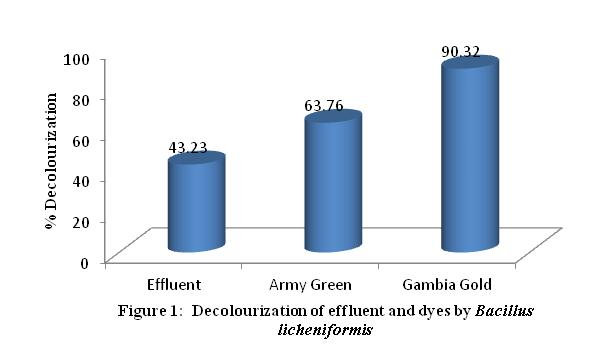 90.32
100
80
63.76
60
43.23
40
20
0
% Decolourization
Effluent Army Green Gambia Gold
Figure 1: Decolourization of effluent and dyes by Bacillus
licheniformis